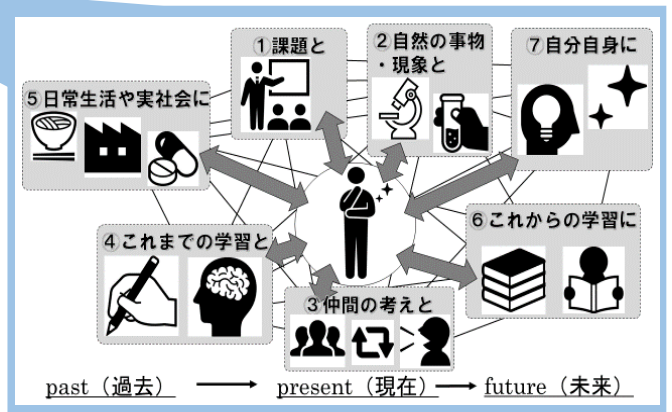 ①課題と
②自然の事物
・現象と
⑦自分自身に
⑤日常生活や実社会に
④これまでの学習と
⑥これからの学習に
③仲間の考えと
past（過去） present（現在） future（未来）